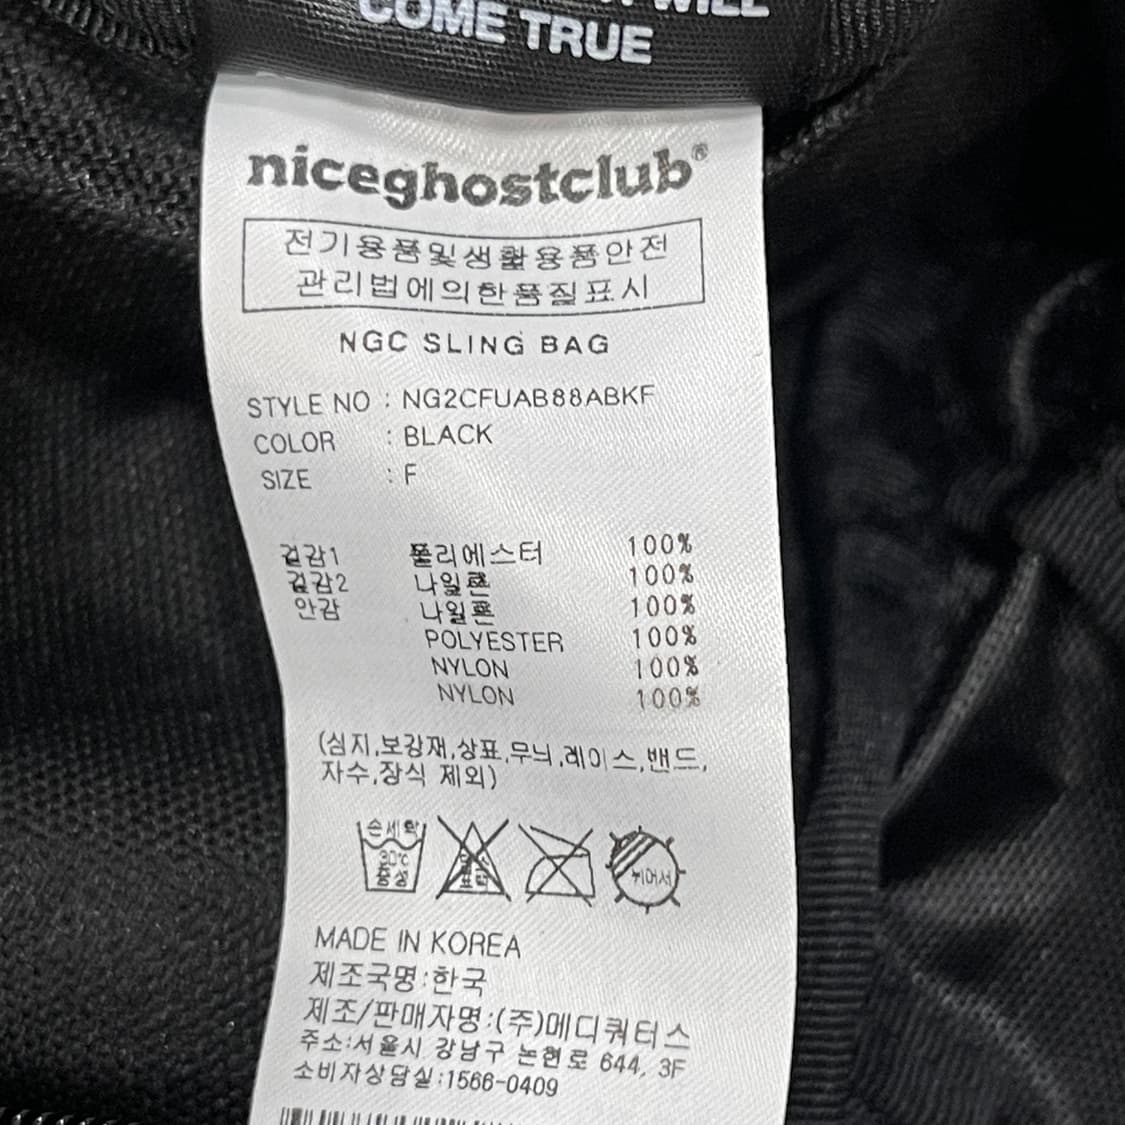 WILL
COME TRUE
niceghostclub®
전기용품및생활용품안전
관리법에의한품질표시
NGC SLING BAG
STYLE NO : NG2CFUAB88ABKF
COLOR : BLACK
SIZE : F
겉감1 폴리에스터 100%
겉감2 나일론 100%
안감 나일론 100%
POLYESTER 100%
NYLON 100%
NYLON 100%
(심지,보강재,상표,무늬,레이스,밴드,
자수,장식 제외)
손세탁
30℃
중성
뉘어서
MADE IN KOREA
제조국명:한국
제조/판매자명:(주)메디쿼터스
주소:서울시 강남구 논현로 644, 3F
소비자상담실:1566-0409